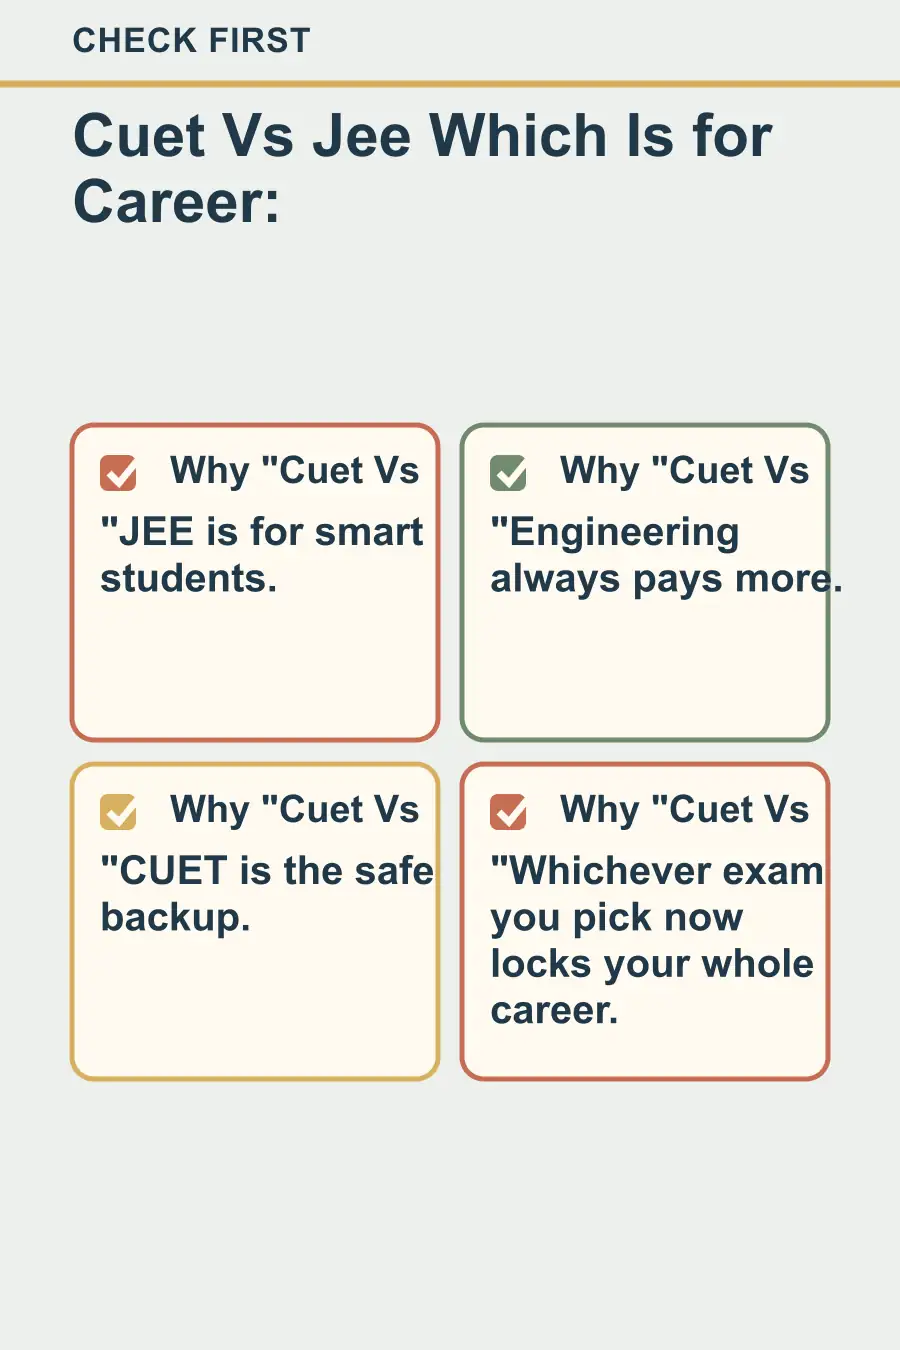 CHECK FIRST
Cuet Vs Jee Which Is for
Career:
Why "Cuet Vs
"JEE is for smart
students.
Why "Cuet Vs
"Engineering
always pays more.
Why "Cuet Vs
"CUET is the safe
backup.
Why "Cuet Vs
"Whichever exam
you pick now
locks your whole
career.